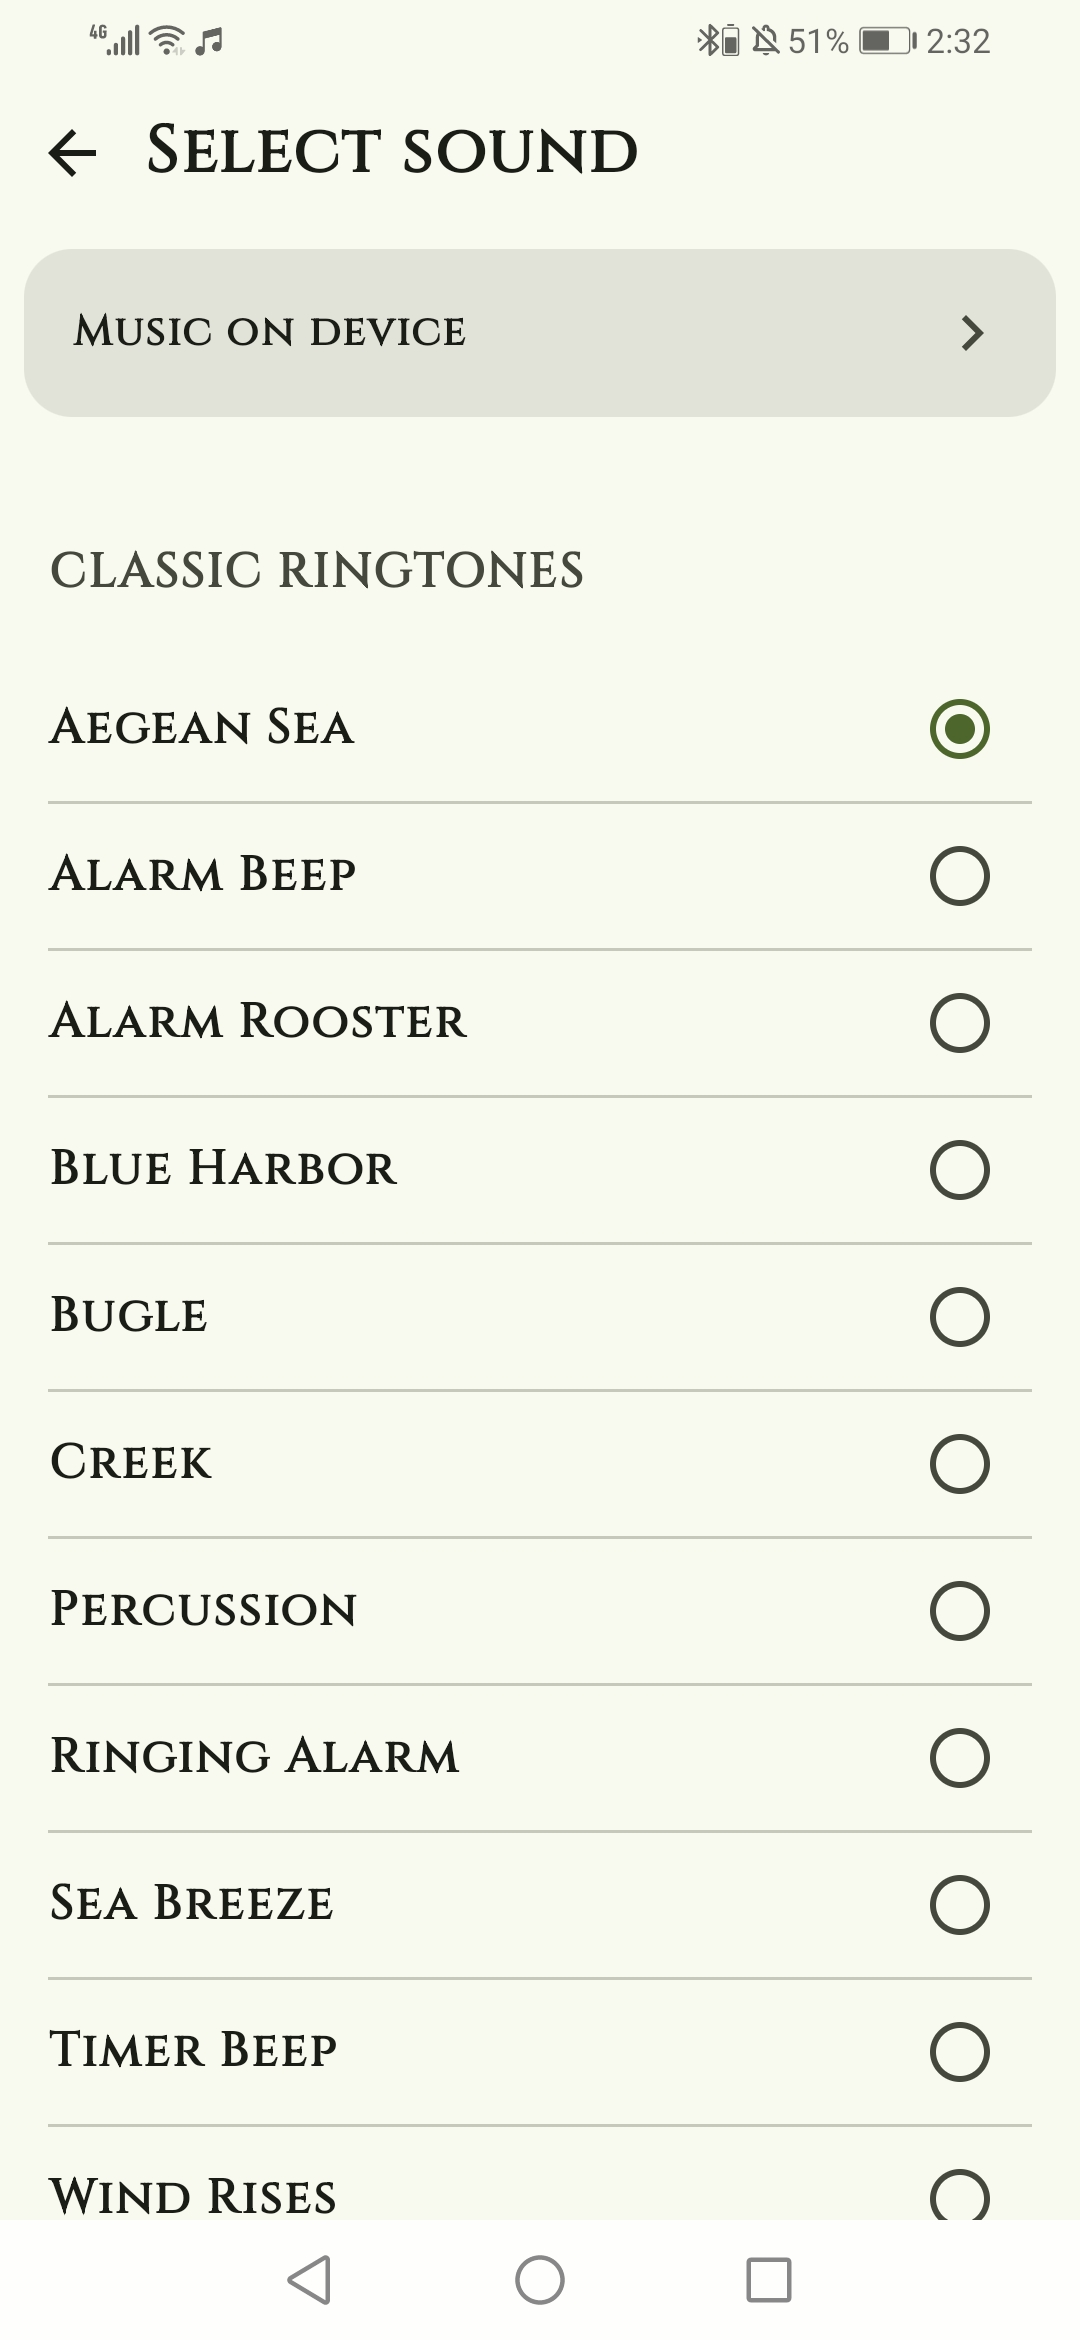 4G 51% 2:32
Select sound
Music on device
CLASSIC RINGTONES
Aegean Sea
Alarm Beep
Alarm Rooster
Blue Harbor
Bugle
Creek
Percussion
Ringing Alarm
Sea Breeze
Timer Beep
Wind Rises